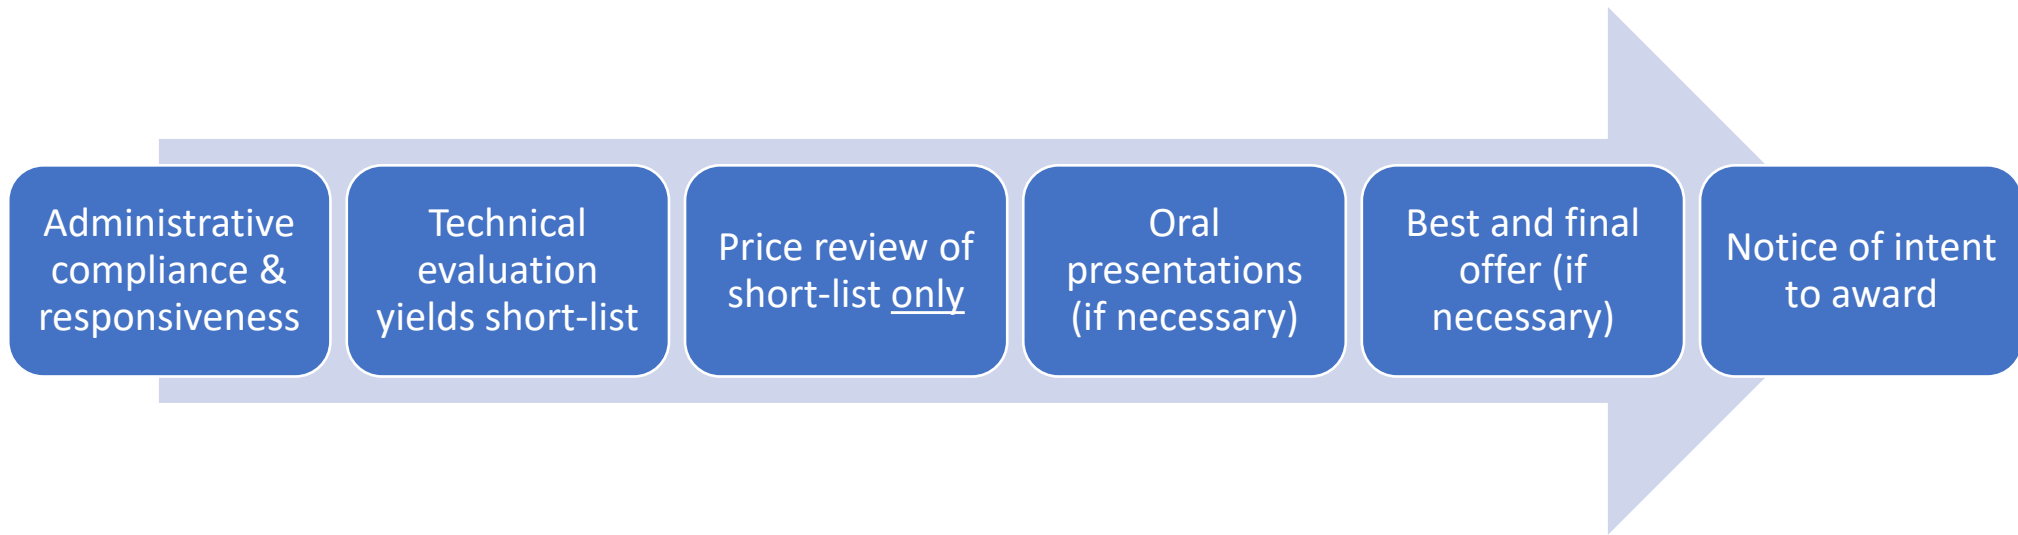 Administrative
compliance &
responsiveness
Technical
evaluation
yields short-list
Price review of
short-list only
Oral
presentations
(if necessary)
Best and final
offer (if
necessary)
Notice of intent
to award